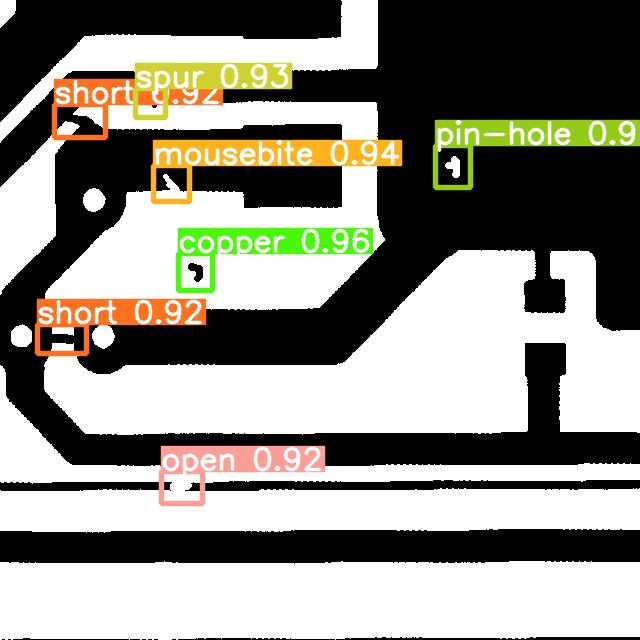 spur 0.93
short 0.92
pin-hole 0.9
mousebite 0.94
copper 0.96
short 0.92
open 0.92